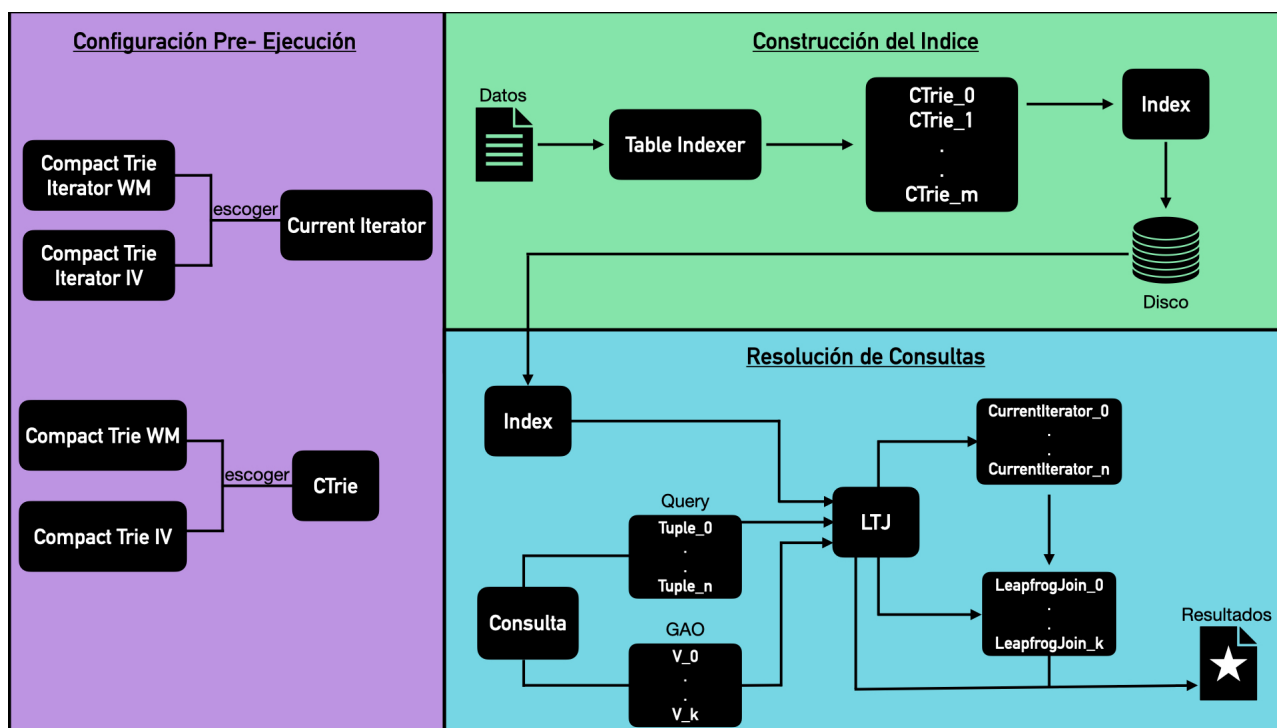 Configuración Pre- Ejecución
Compact Trie
Iterator WM
escoger
Current Iterator
Compact Trie
Iterator IV
Compact Trie WM
escoger
CTrie
Compact Trie IV
Construcción del Indice
Datos
Table Indexer
CTrie_0
CTrie_1
.
.
CTrie_m
Index
Disco
Resolución de Consultas
Index
Query
Tuple_0
.
.
Tuple_n
Consulta
GAO
V_0
.
.
V_k
LTJ
CurrentIterator_0
.
.
CurrentIterator_n
LeapfrogJoin_0
.
.
LeapfrogJoin_k
Resultados